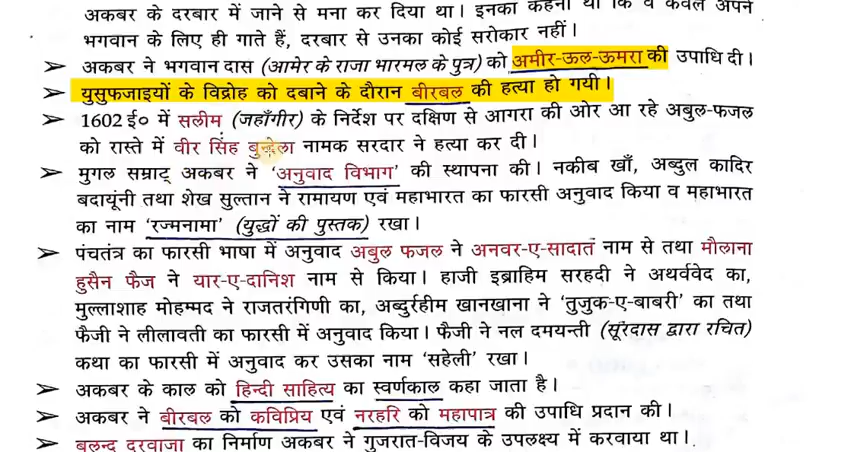 अकबर के दरबार में जाने से मना कर दिया था। इनका कहना था कि वे केवल अपने
भगवान के लिए ही गाते हैं, दरबार से उनका कोई सरोकार नहीं।
➢ अकबर ने भगवान दास (आमेर के राजा भारमल के पुत्र) को अमीर-ऊल-ऊमरा की उपाधि दी।
➢ युसुफजाइयों के विद्रोह को दबाने के दौरान बीरबल की हत्या हो गयी।
➢ 1602 ई० में सलीम (जहाँगीर) के निर्देश पर दक्षिण से आगरा की ओर आ रहे अबुल-फजल
को रास्ते में वीर सिंह बुन्देला नामक सरदार ने हत्या कर दी।
➢ मुगल सम्राट् अकबर ने ‘अनुवाद विभाग’ की स्थापना की। नकीब खाँ, अब्दुल कादिर
बदायूंनी तथा शेख सुल्तान ने रामायण एवं महाभारत का फारसी अनुवाद किया व महाभारत
का नाम ‘रज्मनामा’ (युद्धों की पुस्तक) रखा।
➢ पंचतंत्र का फारसी भाषा में अनुवाद अबुल फजल ने अनवर-ए-सादात नाम से तथा मौलाना
हुसैन फैज ने यार-ए-दानिश नाम से किया। हाजी इब्राहिम सरहदी ने अथर्ववेद का,
मुल्लाशाह मोहम्मद ने राजतरंगिणी का, अब्दुर्रहीम खानखाना ने ‘तुजुक-ए-बाबरी’ का तथा
फैजी ने लीलावती का फारसी में अनुवाद किया। फैजी ने नल दमयन्ती (सूरदास द्वारा रचित)
कथा का फारसी में अनुवाद कर उसका नाम ‘सहेली’ रखा।
➢ अकबर के काल को हिन्दी साहित्य का स्वर्णकाल कहा जाता है।
➢ अकबर ने बीरबल को कविप्रिय एवं नरहरि को महापात्र की उपाधि प्रदान की।
➢ बलन्द दरवाजा का निर्माण अकबर ने गुजरात-विजय के उपलक्ष्य में करवाया था।